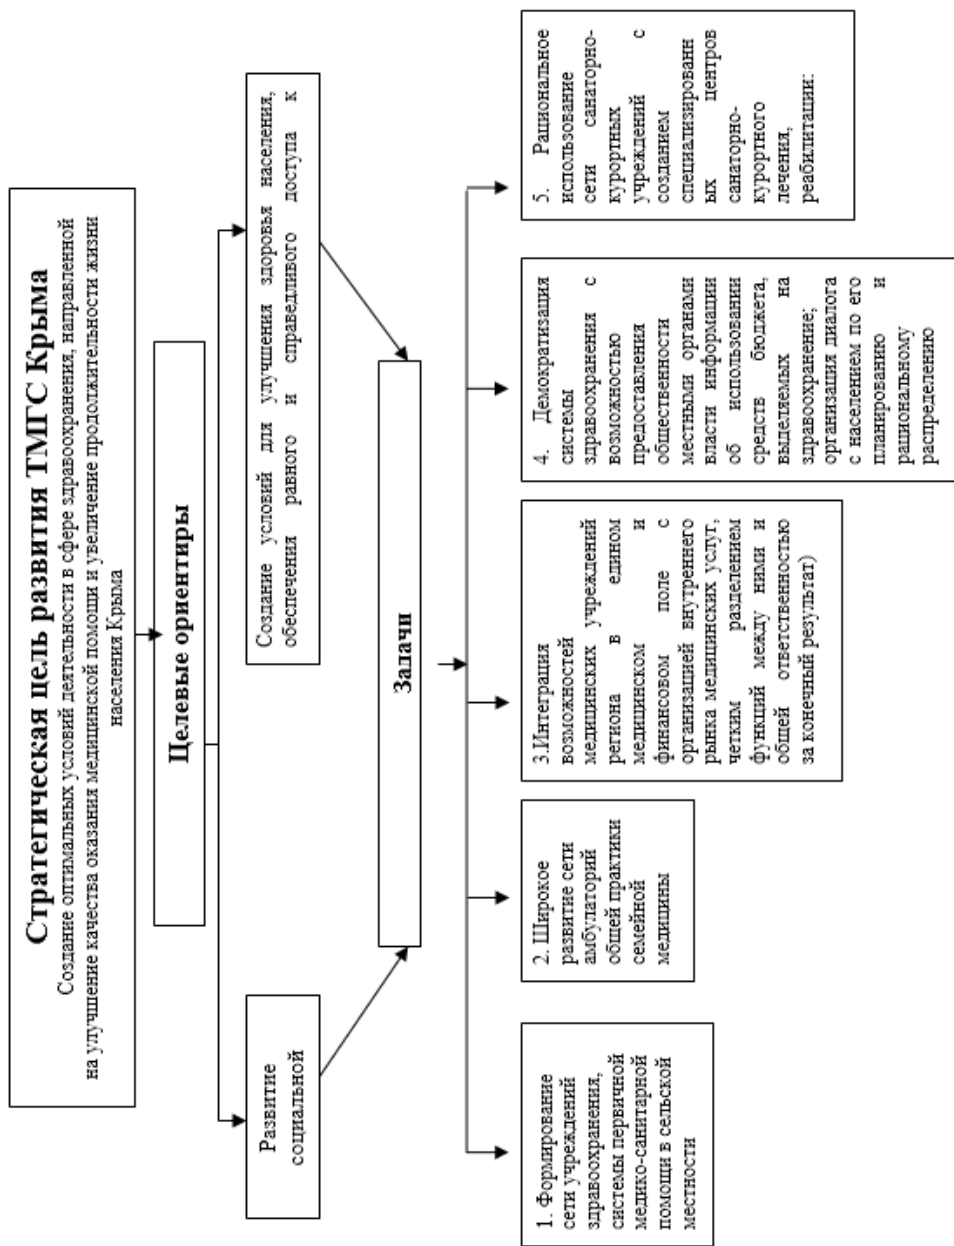 Стратегическая цель развития ТМГС Крыма
Создание оптимальных условий деятельности в сфере здравоохранения, направленной
на улучшение качества оказания медицинской помощи и увеличение продолжительности жизни
населения Крыма
Целевые ориентиры
Развитие
социальной
Создание условий для улучшения здоровья населения,
обеспечения равного и справедливого доступа к
Задачи
1. Формирование
сети учреждений
здравоохранения,
системы первичной
медико-санитарной
помощи в сельской
местности
2. Широкое
развитие сети
амбулаторий
общей практики
семейной
медицины
3.Интеграция
возможностей
медицинских учреждений
региона в едином
медицинском и
финансовом поле с
организацией внутреннего
рынка медицинских услуг,
четким разделением
функций между ними и
общей ответственностью
за конечный результат)
4. Демократизация
системы
здравоохранения с
возможностью
предоставления
общественности
местными органами
власти информации
об использовании
средств бюджета,
выделяемых на
здравоохранение;
организация диалога
с населением по его
планированию и
рациональному
распределению
5. Рациональное
использование
сети санаторно-
курортных
учреждений с
созданием
специализированн
ых центров
санаторно-
курортного
лечения,
реабилитации: